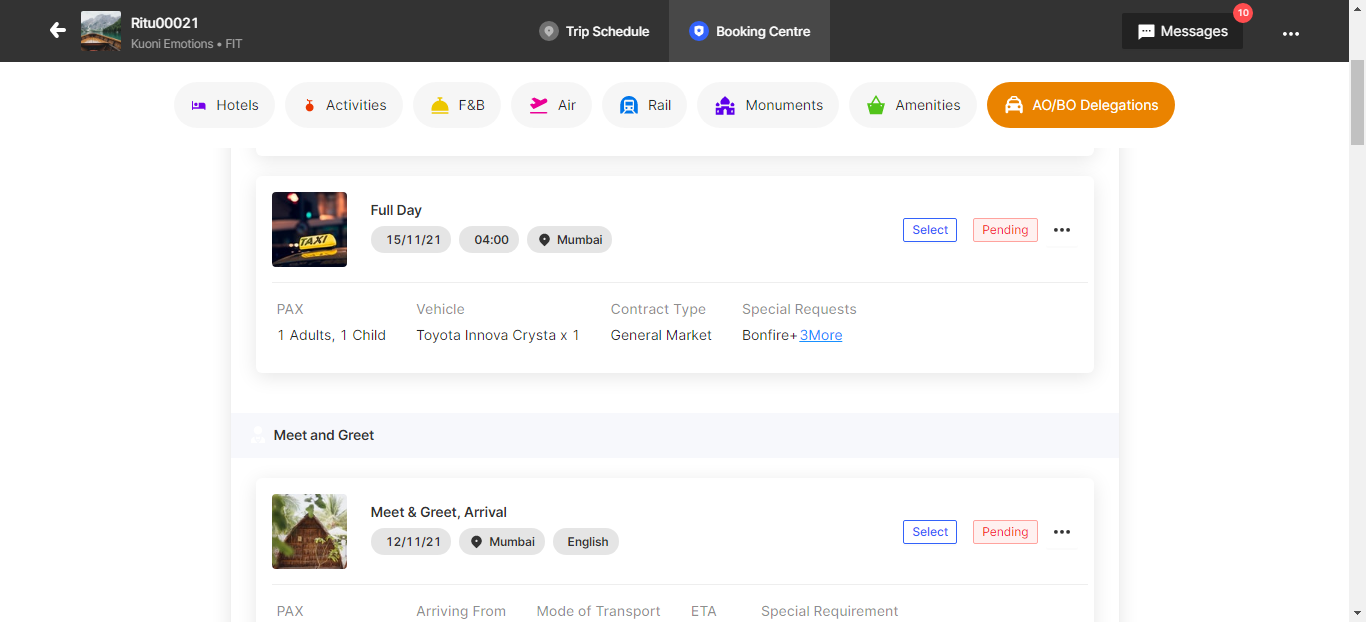 Ritu00021
Kuoni Emotions • FIT
Trip Schedule
Booking Centre
Messages
10
Hotels
Activities
F&B
Air
Rail
Monuments
Amenities
AO/BO Delegations
TAXI
Full Day
15/11/21
04:00
Mumbai
Select
Pending
PAX
Vehicle
Contract Type
Special Requests
1 Adults, 1 Child
Toyota Innova Crysta x 1
General Market
Bonfire+3More
Meet and Greet
Meet & Greet, Arrival
12/11/21
Mumbai
English
Select
Pending
PAX
Arriving From
Mode of Transport
ETA
Special Requirement